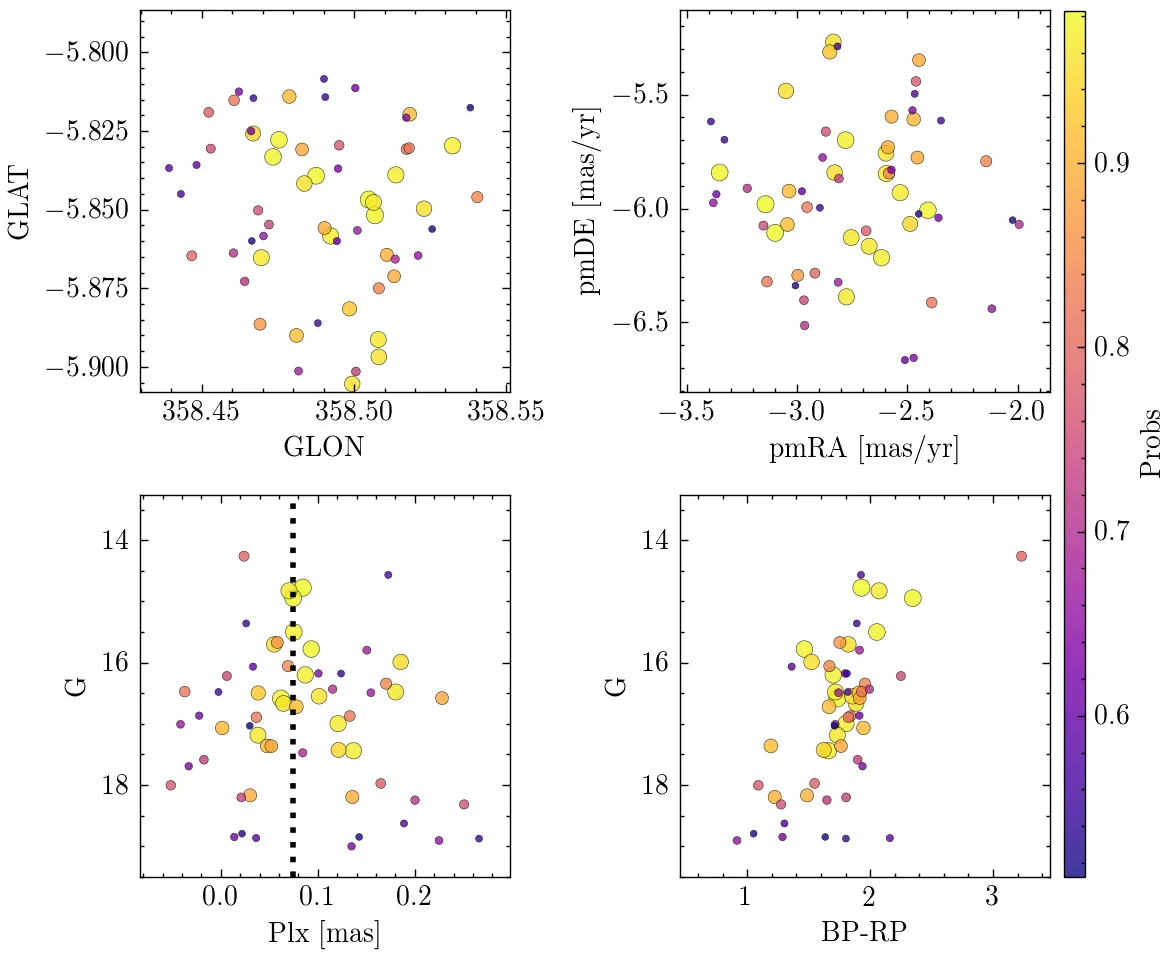 −5.800
−5.825
−5.850
−5.875
−5.900
GLAT
358.45 358.50 358.55
GLON
−5.5
−6.0
−6.5
pmDE [mas/yr]
−3.5 −3.0 −2.5 −2.0
pmRA [mas/yr]
14
16
18
G
0.0 0.1 0.2
Plx [mas]
14
16
18
G
1 2 3
BP-RP
0.9
0.8
0.7
0.6
Probs